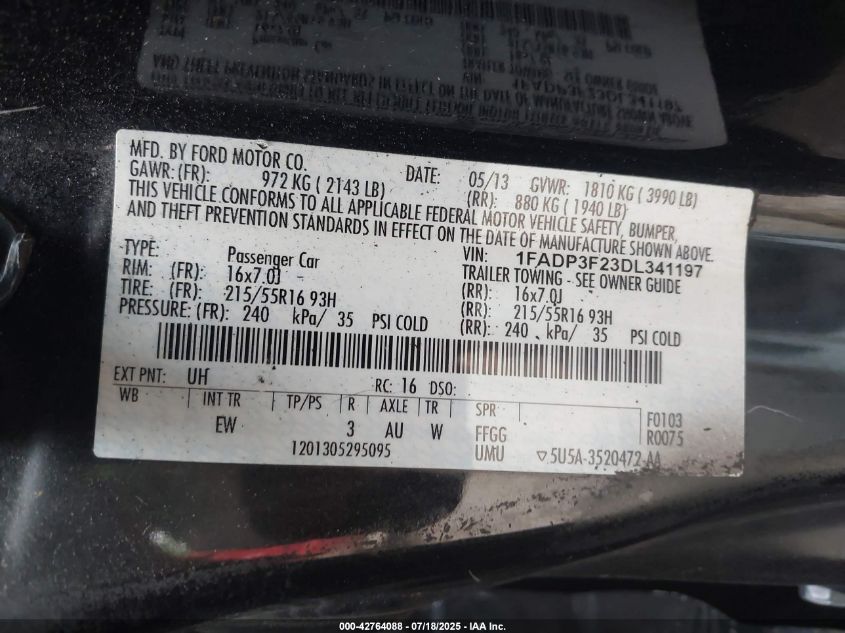 MFD. BY FORD MOTOR CO. DATE: 05/13 GVWR: 1810 KG ( 3990 LB)
GAWR: (FR): 972 KG ( 2143 LB) (RR): 880 KG ( 1940 LB)
THIS VEHICLE CONFORMS TO ALL APPLICABLE FEDERAL MOTOR VEHICLE SAFETY, BUMPER,
AND THEFT PREVENTION STANDARDS IN EFFECT ON THE DATE OF MANUFACTURE SHOWN ABOVE.
VIN: 1FADP3F23DL341197
TYPE: Passenger Car TRAILER TOWING - SEE OWNER GUIDE
RIM: (FR): 16x7.0J (RR): 16x7.0J
TIRE: (FR): 215/55R16 93H (RR): 215/55R16 93H
PRESSURE: (FR): 240 kPa/ 35 PSI COLD (RR): 240 kPa/ 35 PSI COLD
EXT PNT: UH RC: 16 DSO:
WB INT TR TP/PS R AXLE TR SPR F0103
EW 3 AU W FFGG R0075
1201305295095 UMU ▽5U5A-3520472-AA
000-42764088 - 07/18/2025 - IAA Inc.